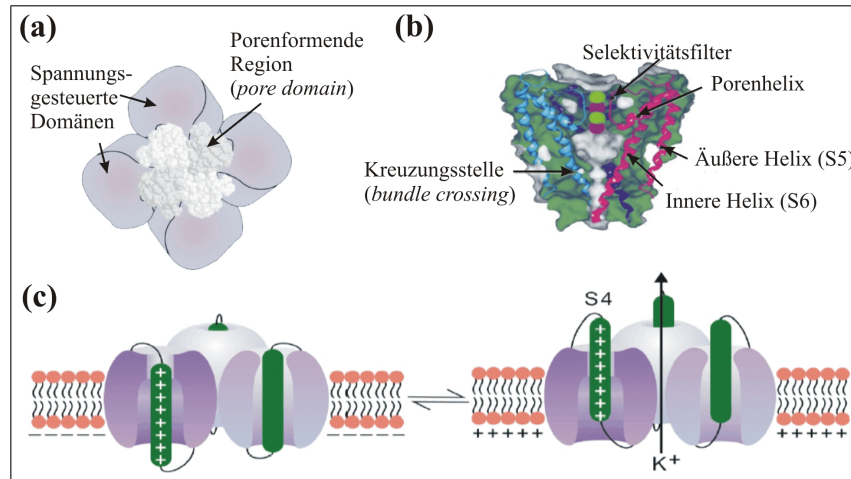 (a)
Spannungs-
gesteuerte
Domänen
Porenformende
Region
(pore domain)
(b)
Selektivitätsfilter
Porenhelix
Äußere Helix (S5)
Innere Helix (S6)
Kreuzungsstelle
(bundle crossing)
(c)
S4
K+